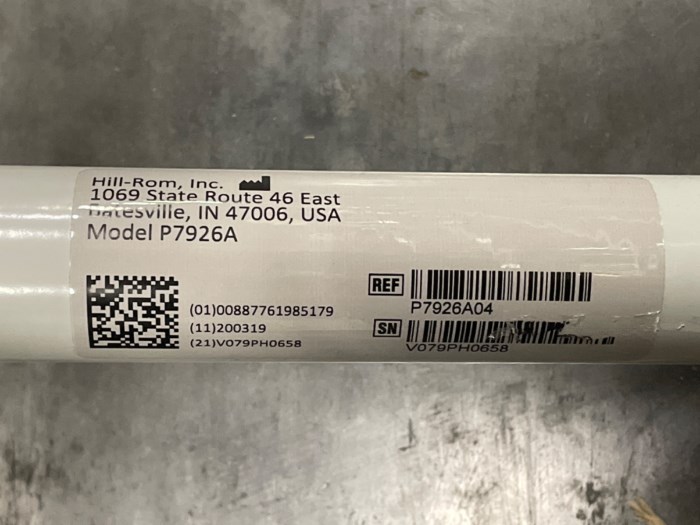 Hill-Rom, Inc.
1069 State Route 46 East
Batesville, IN 47006, USA
Model P7926A
(01)00887761985179
(11)200319
(21)V079PH0658
REF
P7926A04
SN
V079PH0658